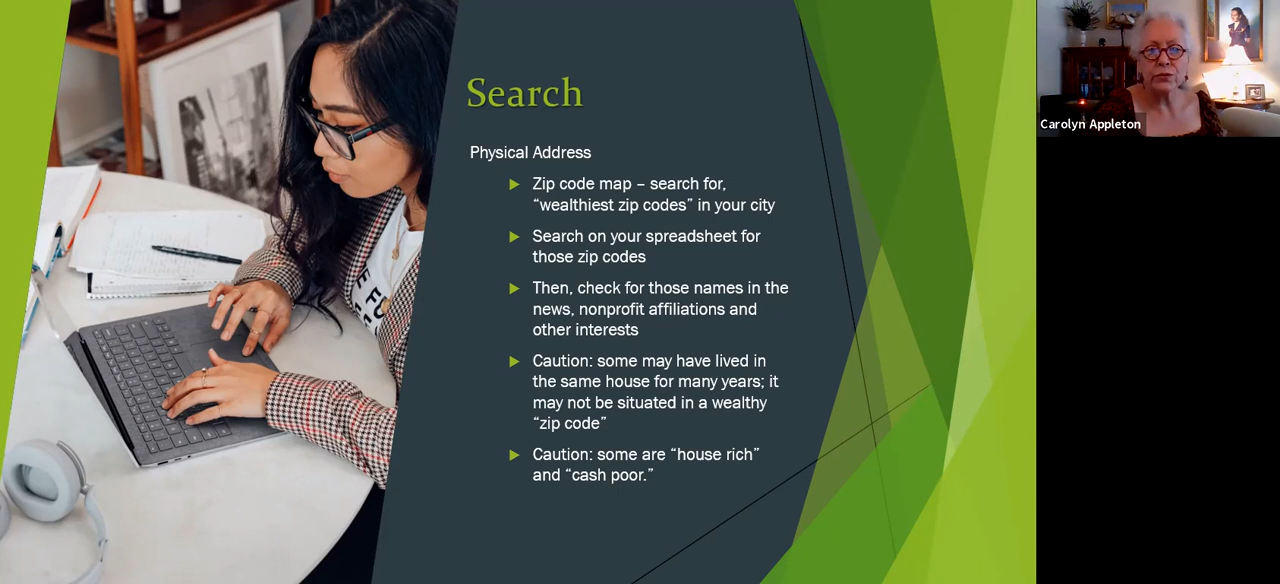 Search
Physical Address
Zip code map – search for,
“wealthiest zip codes” in your city
Search on your spreadsheet for
those zip codes
Then, check for those names in the
news, nonprofit affiliations and
other interests
Caution: some may have lived in
the same house for many years; it
may not be situated in a wealthy
“zip code”
Caution: some are “house rich”
and “cash poor.”
Carolyn Appleton